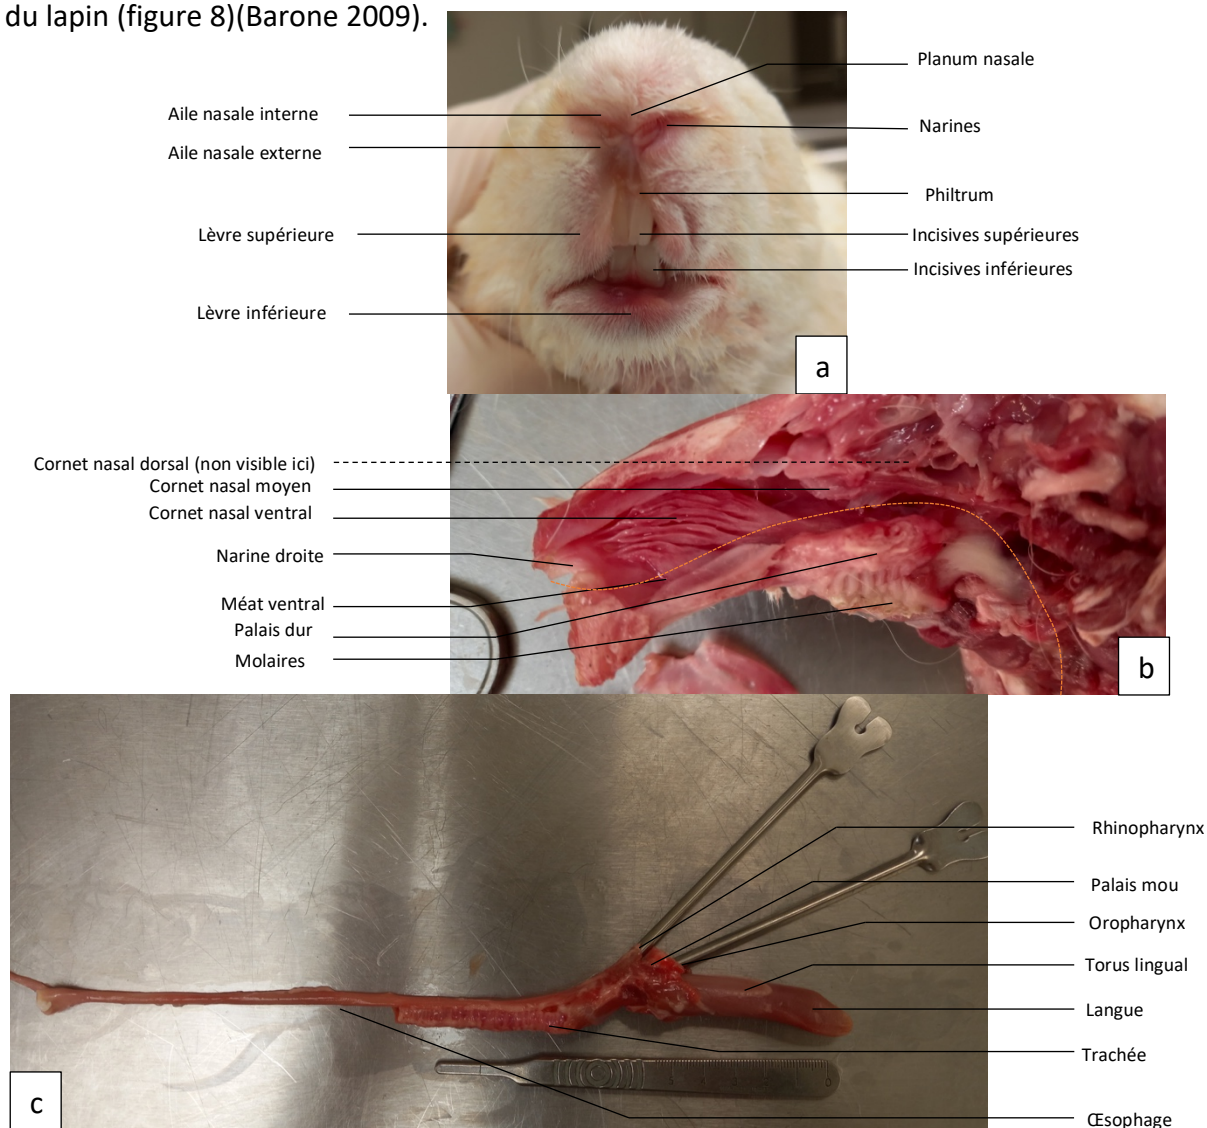 du lapin (figure 8)(Barone 2009).
Planum nasale
Aile nasale interne
Narines
Aile nasale externe
Philtrum
Lèvre supérieure
Incisives supérieures
Incisives inférieures
Lèvre inférieure
a
Cornet nasal dorsal (non visible ici)
Cornet nasal moyen
Cornet nasal ventral
Narine droite
Méat ventral
Palais dur
Molaires
b
Rhinopharynx
Palais mou
Oropharynx
Torus lingual
Langue
Trachée
Œsophage
c